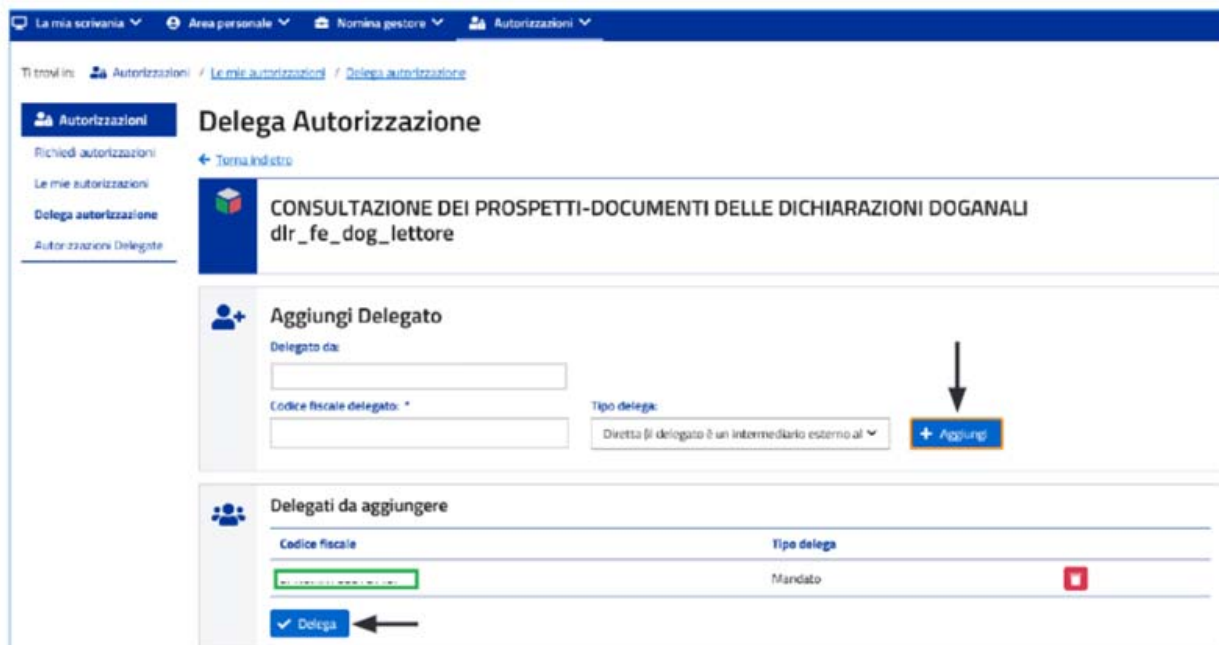 La mia scrivania Area personale Nomina gestore Autorizzazioni
Ti trovi in: Autorizzazioni / Le mie autorizzazioni / Delega autorizzazione
Autorizzazioni
Richiedi autorizzazioni
Le mie autorizzazioni
Delega autorizzazione
Autorizzazioni Delegate
Delega Autorizzazione
Torna indietro
CONSULTAZIONE DEI PROSPETTI-DOCUMENTI DELLE DICHIARAZIONI DOGANALI
dlr_fe_dog_lettore
Aggiungi Delegato
Delegato da:
Codice fiscale delegato: * Tipo delega:
Diretta (il delegato è un intermediario esterno al
+ Aggiungi
Delegati da aggiungere
Codice fiscale Tipo delega
Mandato
Delega